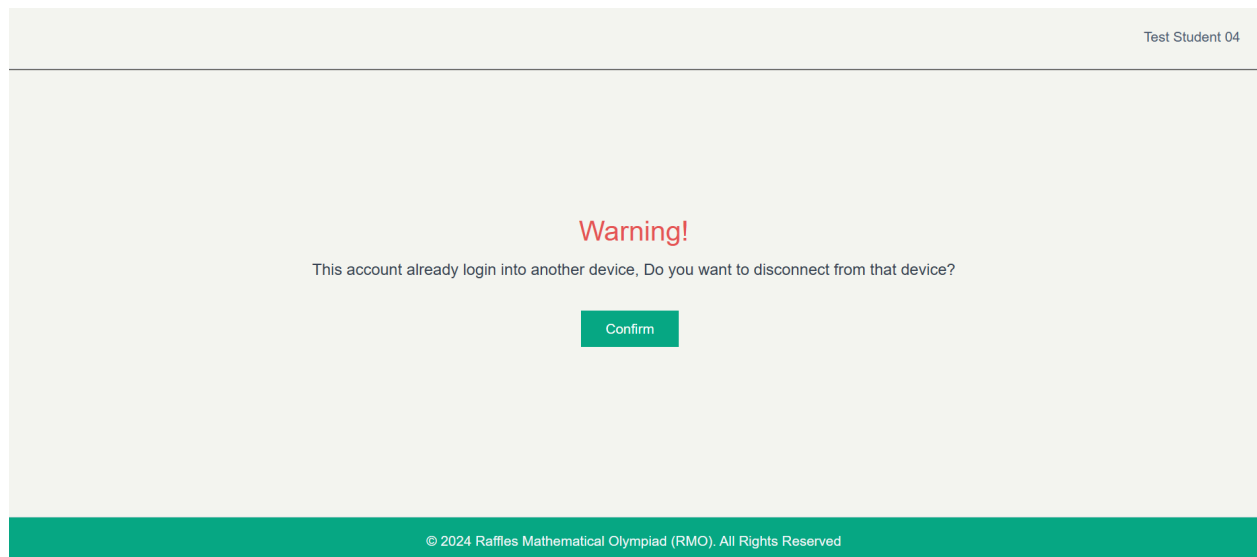 Test Student 04
Warning!
This account already login into another device, Do you want to disconnect from that device?
Confirm
© 2024 Raffles Mathematical Olympiad (RMO). All Rights Reserved